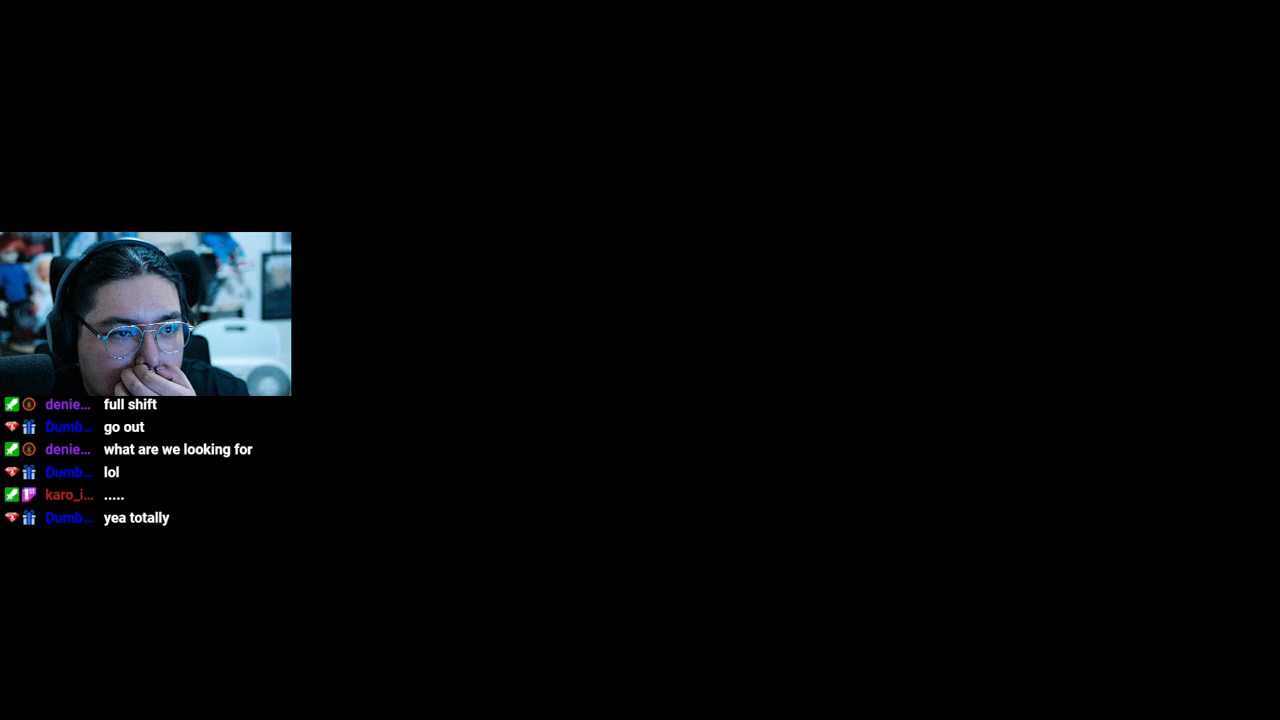 denie... full shift
Dumb... go out
denie... what are we looking for
Dumb... lol
karo_i... .....
Dumb... yea totally